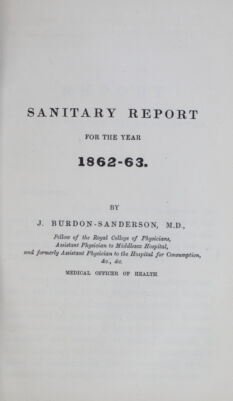 SANITARY REPORT
FOR THE YEAR
1862-63.
BY
J. BURDON-SANDERSON, M.D.,
Fellow of the Royal College of Physicians,
Assistant Physician to Middlesex Hospital,
and formerly Assistant Physician to the Hospital for Consumption,
&c., &c.
MEDICAL OFFICER OF HEALTH